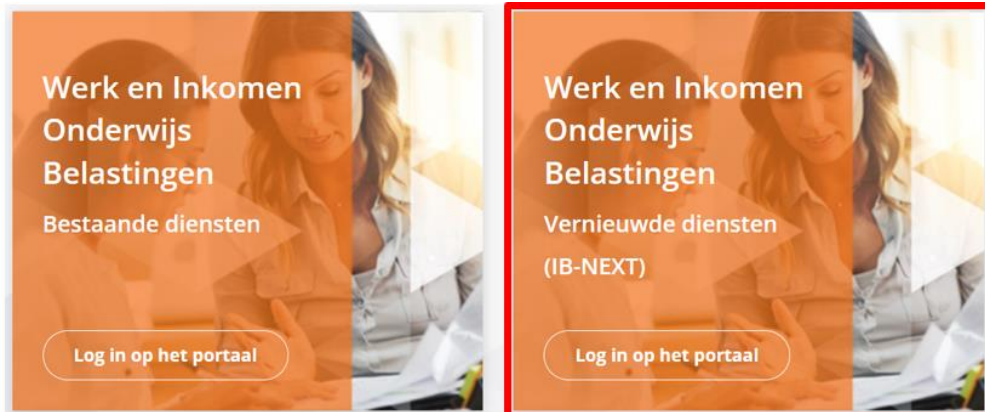 Werk en Inkomen
Onderwijs
Belastingen
Bestaande diensten
Log in op het portaal
Werk en Inkomen
Onderwijs
Belastingen
Vernieuwde diensten
(IB-NEXT)
Log in op het portaal